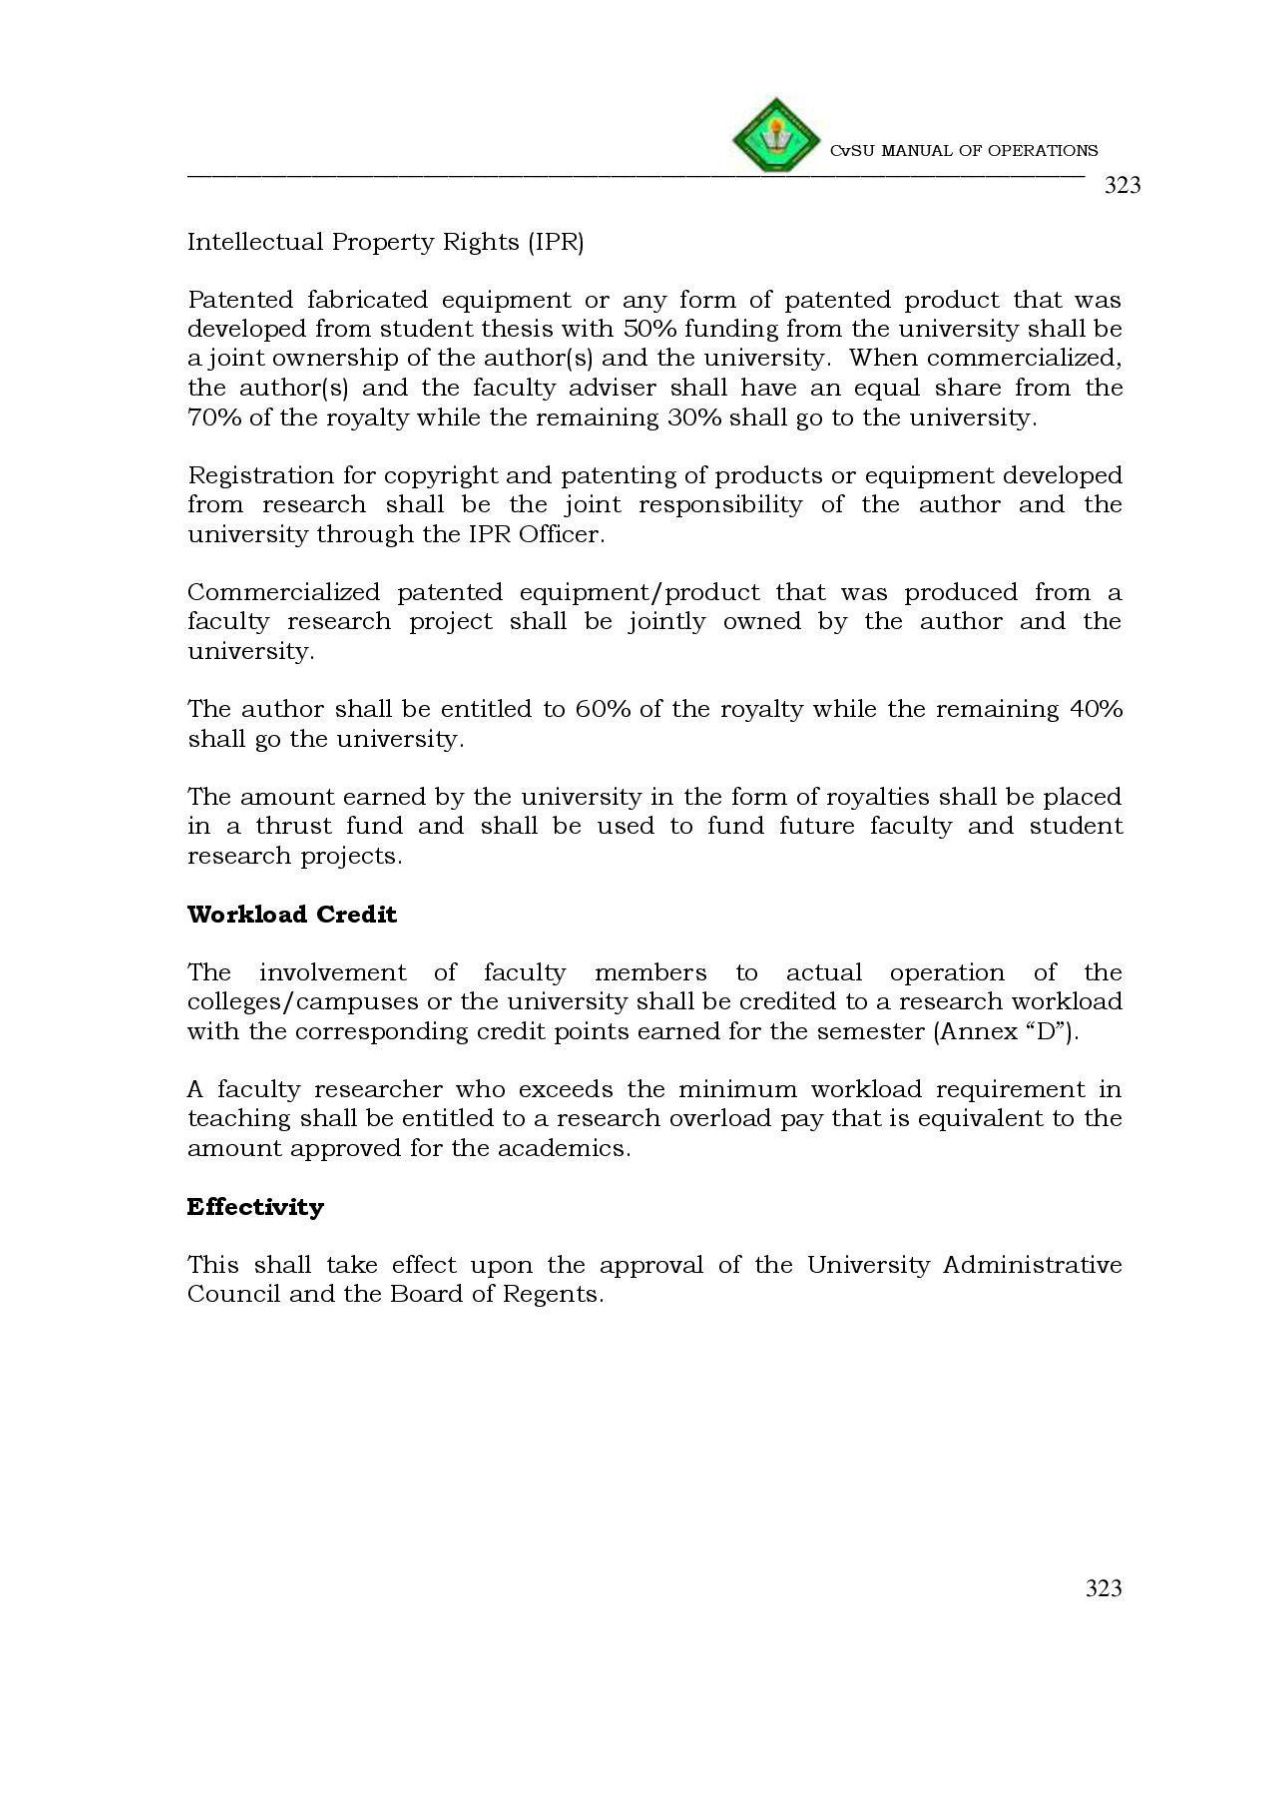 CvSU MANUAL OF OPERATIONS
323
Intellectual Property Rights (IPR)
Patented fabricated equipment or any form of patented product that was
developed from student thesis with 50% funding from the university shall be
a joint ownership of the author(s) and the university. When commercialized,
the author(s) and the faculty adviser shall have an equal share from the
70% of the royalty while the remaining 30% shall go to the university.
Registration for copyright and patenting of products or equipment developed
from research shall be the joint responsibility of the author and the
university through the IPR Officer.
Commercialized patented equipment/product that was produced from a
faculty research project shall be jointly owned by the author and the
university.
The author shall be entitled to 60% of the royalty while the remaining 40%
shall go the university.
The amount earned by the university in the form of royalties shall be placed
in a thrust fund and shall be used to fund future faculty and student
research projects.
Workload Credit
The involvement of faculty members to actual operation of the
colleges/campuses or the university shall be credited to a research workload
with the corresponding credit points earned for the semester (Annex “D”).
A faculty researcher who exceeds the minimum workload requirement in
teaching shall be entitled to a research overload pay that is equivalent to the
amount approved for the academics.
Effectivity
This shall take effect upon the approval of the University Administrative
Council and the Board of Regents.
323